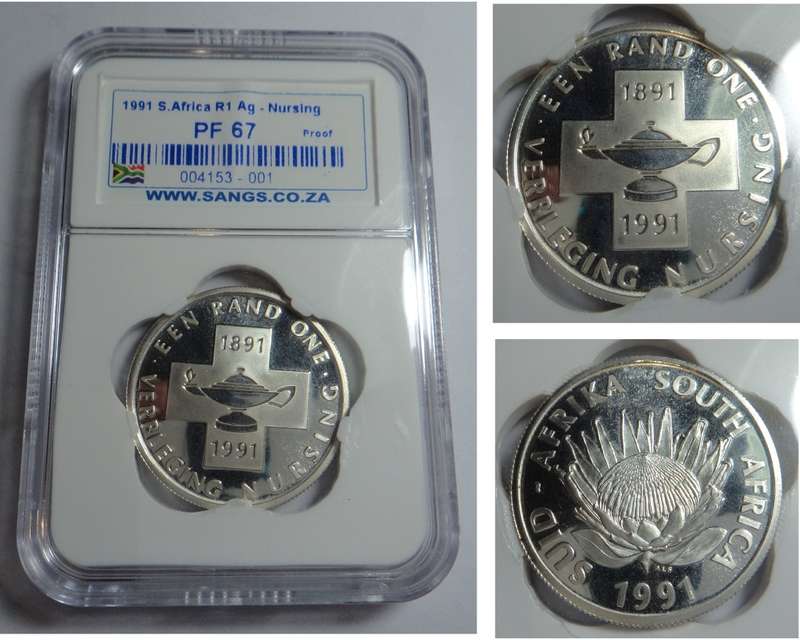 1991 S.Africa R1 Ag - Nursing
PF 67 Proof
004153 - 001
WWW.SANGS.CO.ZA
· EEN RAND ONE ·
1891
1991
VERPLEGING NURSING
· EEN RAND ONE ·
1891
1991
VERPLEGING NURSING
SUID - AFRIKA SOUTH AFRICA
ALS
1991